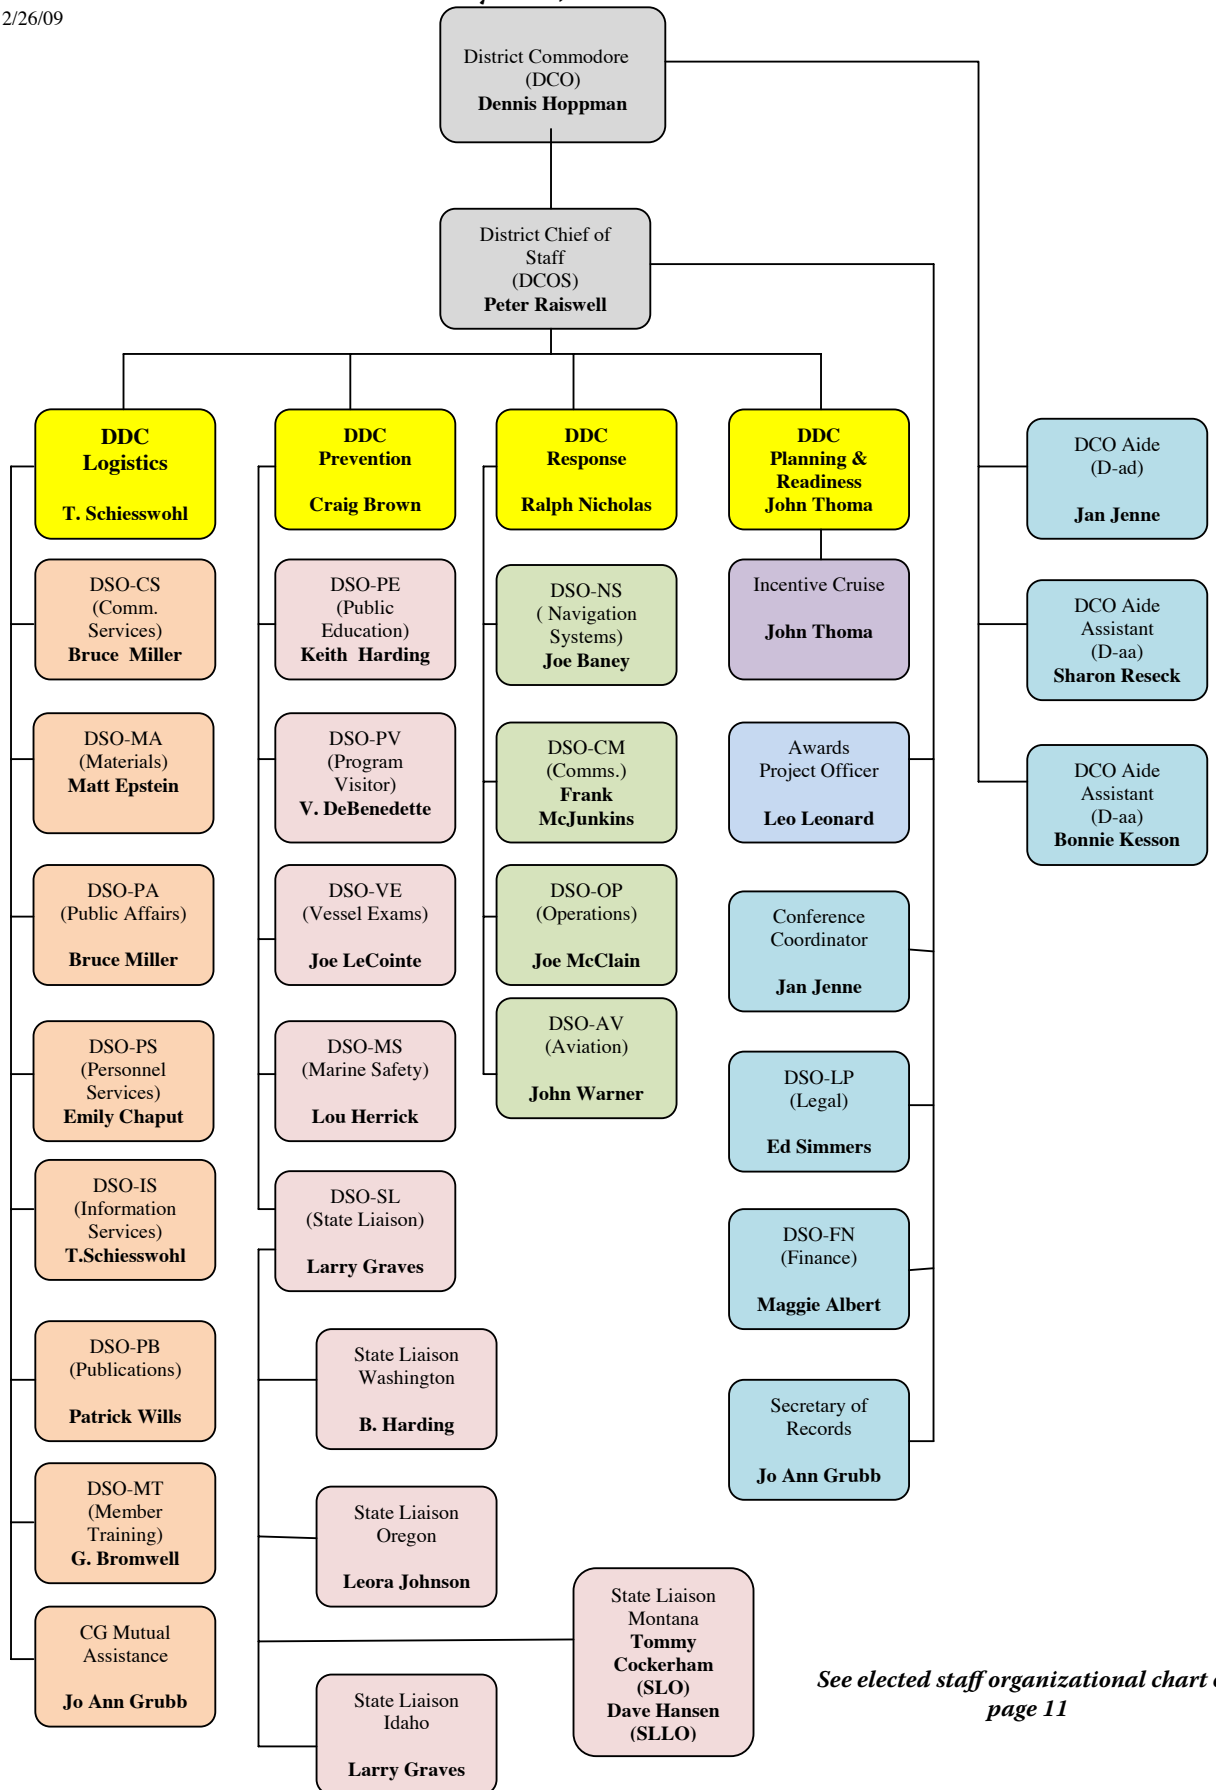 2/26/09
District Commodore
(DCO)
Dennis Hoppman
District Chief of
Staff
(DCOS)
Peter Raiswell
DDC
Logistics
T. Schiesswohl
DDC
Prevention
Craig Brown
DDC
Response
Ralph Nicholas
DDC
Planning &
Readiness
John Thoma
DCO Aide
(D-ad)
Jan Jenne
DSO-CS
(Comm.
Services)
Bruce Miller
DSO-PE
(Public
Education)
Keith Harding
DSO-NS
( Navigation
Systems)
Joe Baney
Incentive Cruise
John Thoma
DCO Aide
Assistant
(D-aa)
Sharon Reseck
DSO-MA
(Materials)
Matt Epstein
DSO-PV
(Program
Visitor)
V. DeBenedette
DSO-CM
(Comms.)
Frank
McJunkins
Awards
Project Officer
Leo Leonard
DCO Aide
Assistant
(D-aa)
Bonnie Kesson
DSO-PA
(Public Affairs)
Bruce Miller
DSO-VE
(Vessel Exams)
Joe LeCointe
DSO-OP
(Operations)
Joe McClain
Conference
Coordinator
Jan Jenne
DSO-PS
(Personnel
Services)
Emily Chaput
DSO-MS
(Marine Safety)
Lou Herrick
DSO-AV
(Aviation)
John Warner
DSO-LP
(Legal)
Ed Simmers
DSO-IS
(Information
Services)
T.Schiesswohl
DSO-SL
(State Liaison)
Larry Graves
DSO-FN
(Finance)
Maggie Albert
DSO-PB
(Publications)
Patrick Wills
State Liaison
Washington
B. Harding
Secretary of
Records
Jo Ann Grubb
DSO-MT
(Member
Training)
G. Bromwell
State Liaison
Oregon
Leora Johnson
CG Mutual
Assistance
Jo Ann Grubb
State Liaison
Montana
Tommy
Cockerham
(SLO)
Dave Hansen
(SLLO)
State Liaison
Idaho
Larry Graves
See elected staff organizational chart
page 11